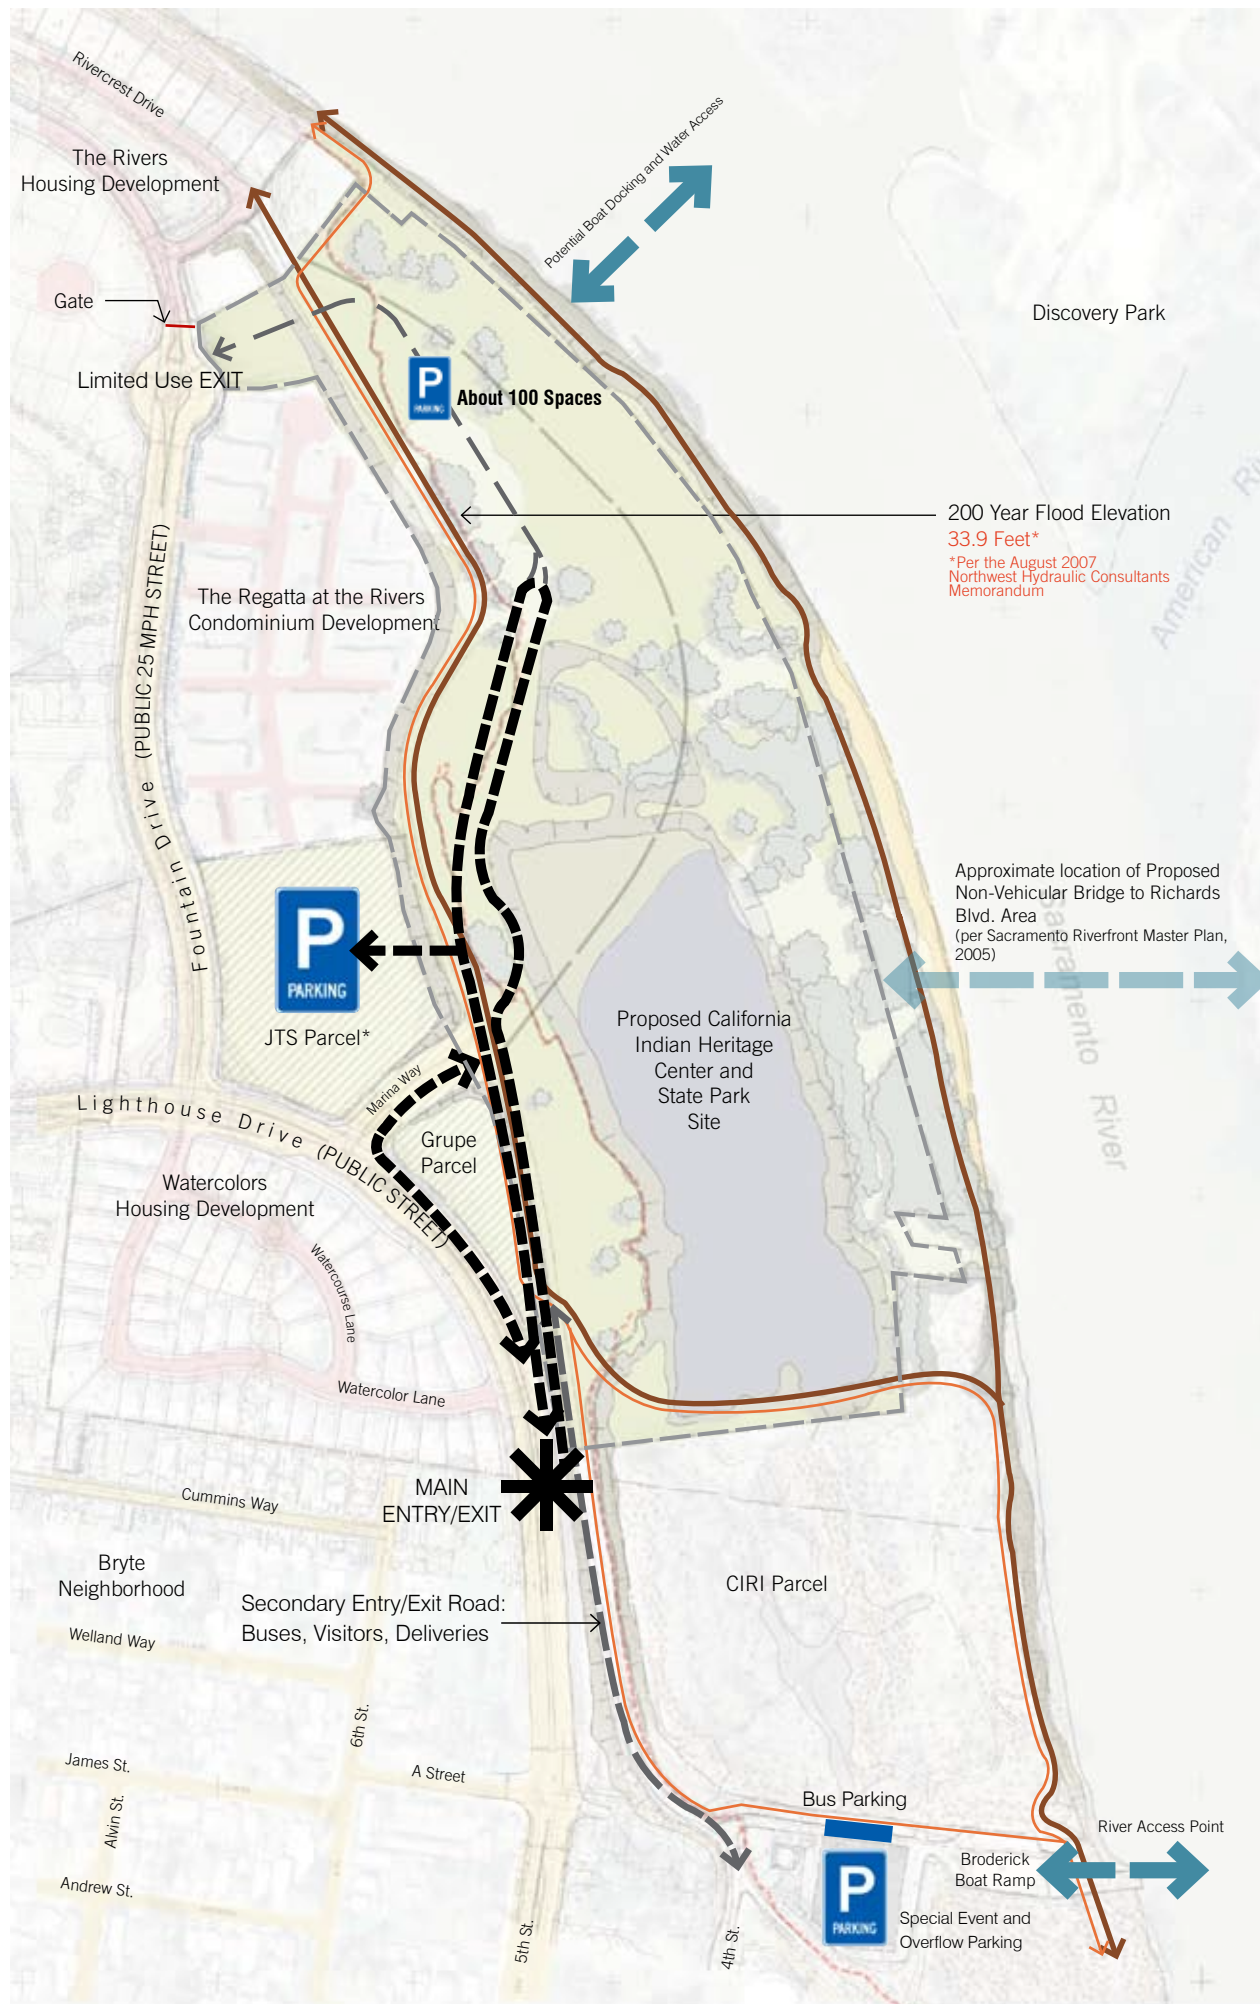 Rivercrest Drive
The Rivers
Housing Development
Potential Boat Docking and Water Access
Gate
Discovery Park
Limited Use EXIT
P
PARKING
About 100 Spaces
200 Year Flood Elevation
33.9 Feet*
*Per the August 2007
Northwest Hydraulic Consultants
Memorandum
American
The Regatta at the Rivers
Condominium Development
Fountain Drive (PUBLIC 25 MPH STREET)
Approximate location of Proposed
Non-Vehicular Bridge to Richards
Blvd. Area
(per Sacramento Riverfront Master Plan,
2005)
Sacramento River
P
PARKING
JTS Parcel*
Proposed California
Indian Heritage
Center and
State Park
Site
Marina Way
Lighthouse Drive (PUBLIC STREET)
Grupe
Parcel
Watercolors
Housing Development
Watercourse Lane
Watercolor Lane
MAIN
ENTRY/EXIT
Cummins Way
Bryte
Neighborhood
CIRI Parcel
Secondary Entry/Exit Road:
Buses, Visitors, Deliveries
Welland Way
6th St.
James St.
A Street
Alvin St.
Bus Parking
River Access Point
Broderick
Boat Ramp
Andrew St.
P
PARKING
Special Event and
Overflow Parking
5th St.
4th St.